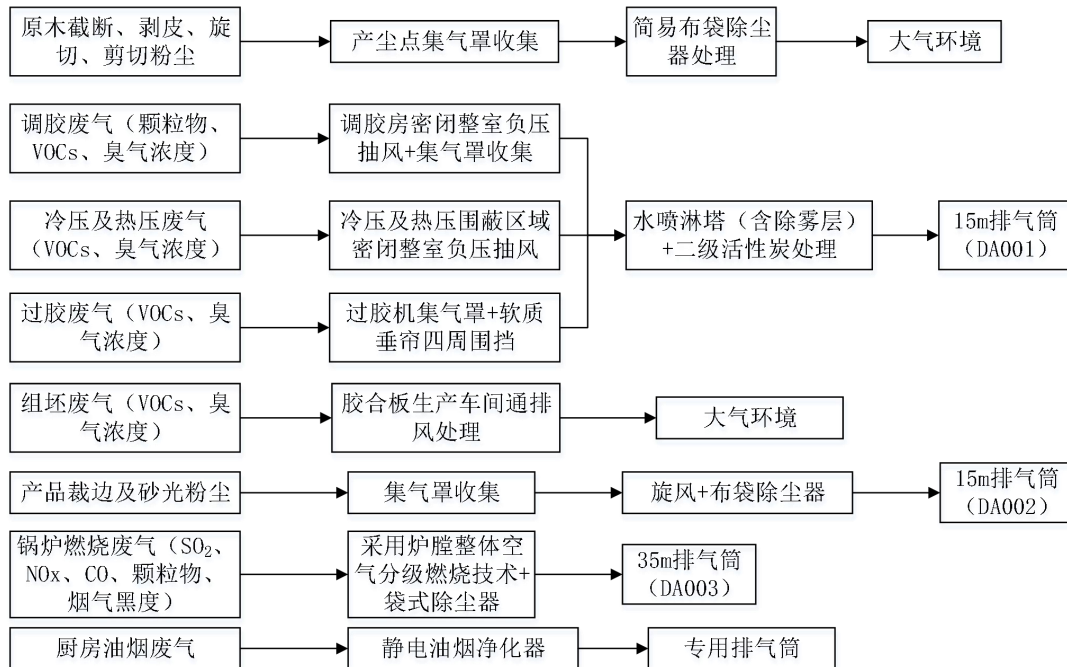 原木截断、剥皮、旋
切、剪切粉尘
产尘点集气罩收集
简易布袋除尘
器处理
大气环境
调胶废气（颗粒物、
VOCs、臭气浓度）
调胶房密闭整室负压
抽风+集气罩收集
冷压及热压废气
（VOCs、臭气浓度）
冷压及热压围蔽区域
密闭整室负压抽风
水喷淋塔（含除雾层）
+二级活性炭处理
15m排气筒
（DA001）
过胶废气（VOCs、臭
气浓度）
过胶机集气罩+软质
垂帘四周围挡
组坯废气（VOCs、臭
气浓度）
胶合板生产车间通排
风处理
大气环境
产品裁边及砂光粉尘
集气罩收集
旋风+布袋除尘器
15m排气筒
（DA002）
锅炉燃烧废气（SO₂、
NOx、CO、颗粒物、
烟气黑度）
采用炉膛整体空
气分级燃烧技术+
袋式除尘器
35m排气筒
（DA003）
厨房油烟废气
静电油烟净化器
专用排气筒